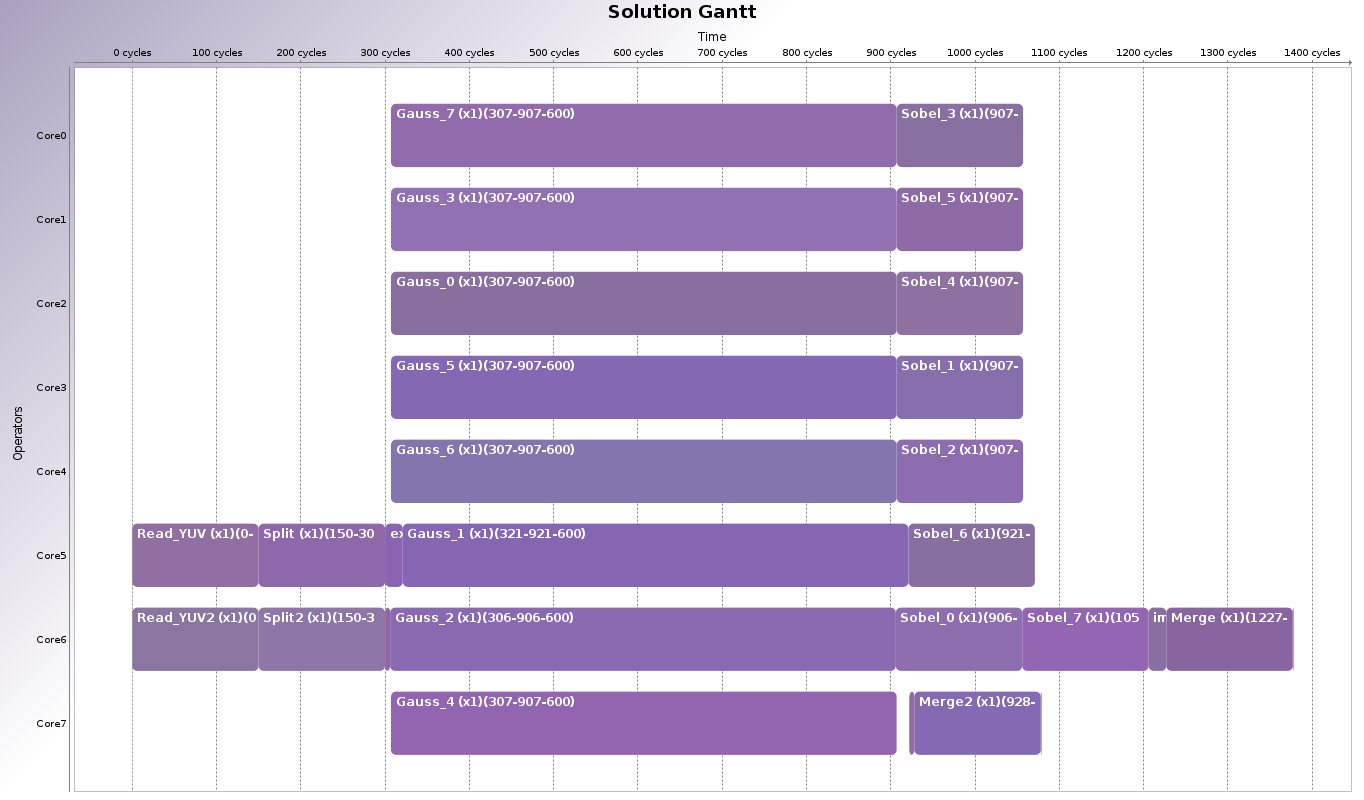 Solution Gantt
Time
0 cycles 100 cycles 200 cycles 300 cycles 400 cycles 500 cycles 600 cycles 700 cycles 800 cycles 900 cycles 1000 cycles 1100 cycles 1200 cycles 1300 cycles 1400 cycles
Operators
Core0 Gauss_7 (x1)(307-907-600) Sobel_3 (x1)(907-
Core1 Gauss_3 (x1)(307-907-600) Sobel_5 (x1)(907-
Core2 Gauss_0 (x1)(307-907-600) Sobel_4 (x1)(907-
Core3 Gauss_5 (x1)(307-907-600) Sobel_1 (x1)(907-
Core4 Gauss_6 (x1)(307-907-600) Sobel_2 (x1)(907-
Core5 Read_YUV (x1)(0- Split (x1)(150-30 ex Gauss_1 (x1)(321-921-600) Sobel_6 (x1)(921-
Core6 Read_YUV2 (x1)(0 Split2 (x1)(150-3 Gauss_2 (x1)(306-906-600) Sobel_0 (x1)(906- Sobel_7 (x1)(105 im Merge (x1)(1227-
Core7 Gauss_4 (x1)(307-907-600) Merge2 (x1)(928-